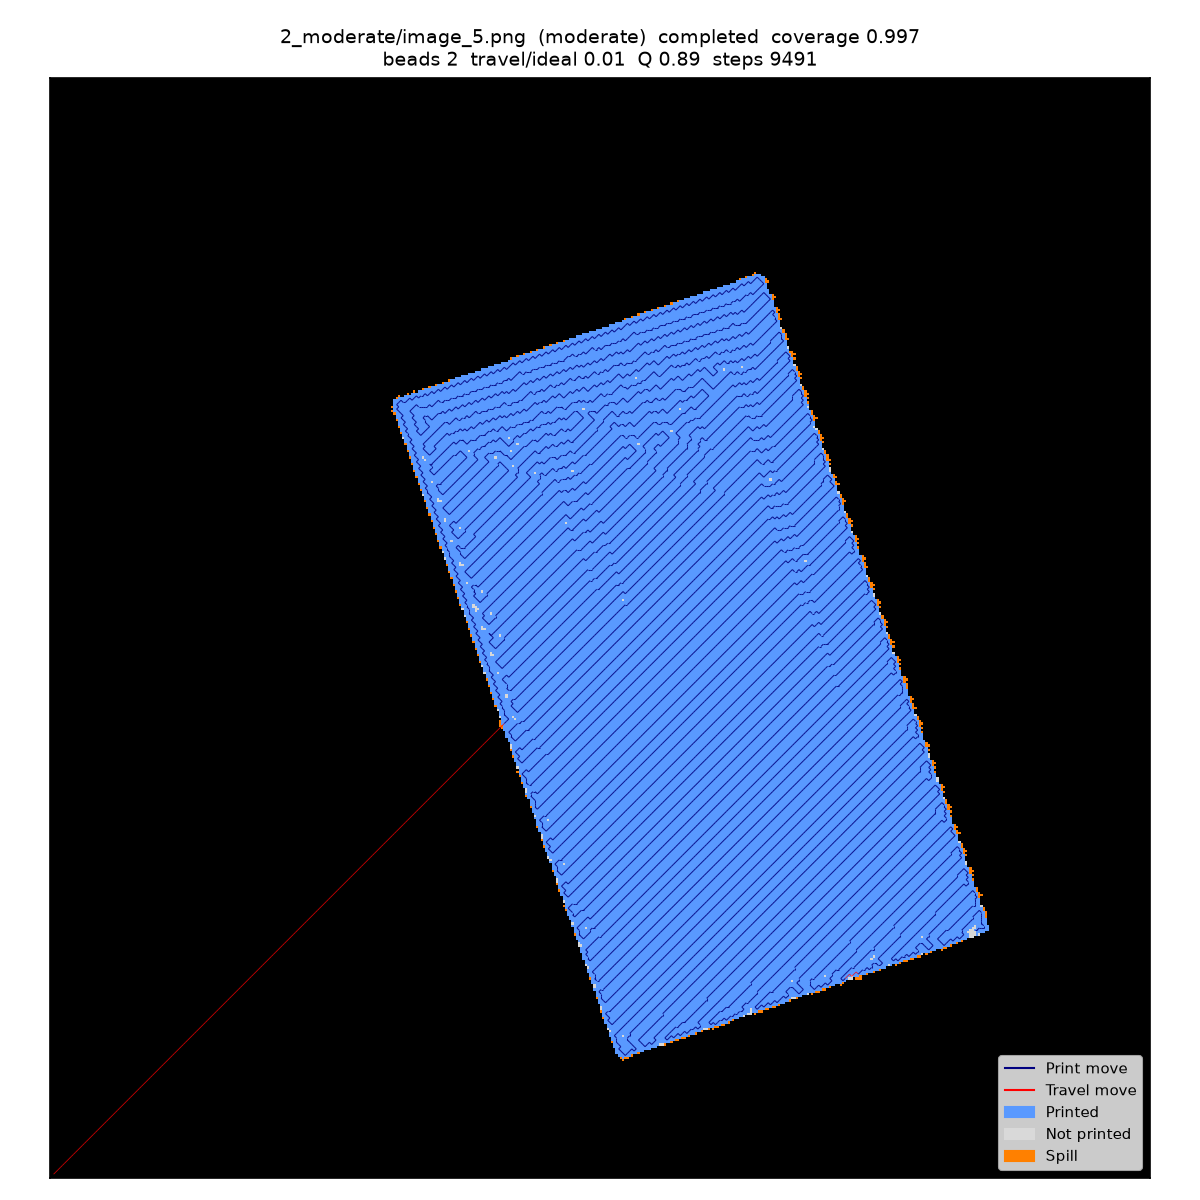 2_moderate/image_5.png  (moderate)  completed  coverage 0.997
beads 2  travel/ideal 0.01  Q 0.89  steps 9491
Print move
Travel move
Printed
Not printed
Spill